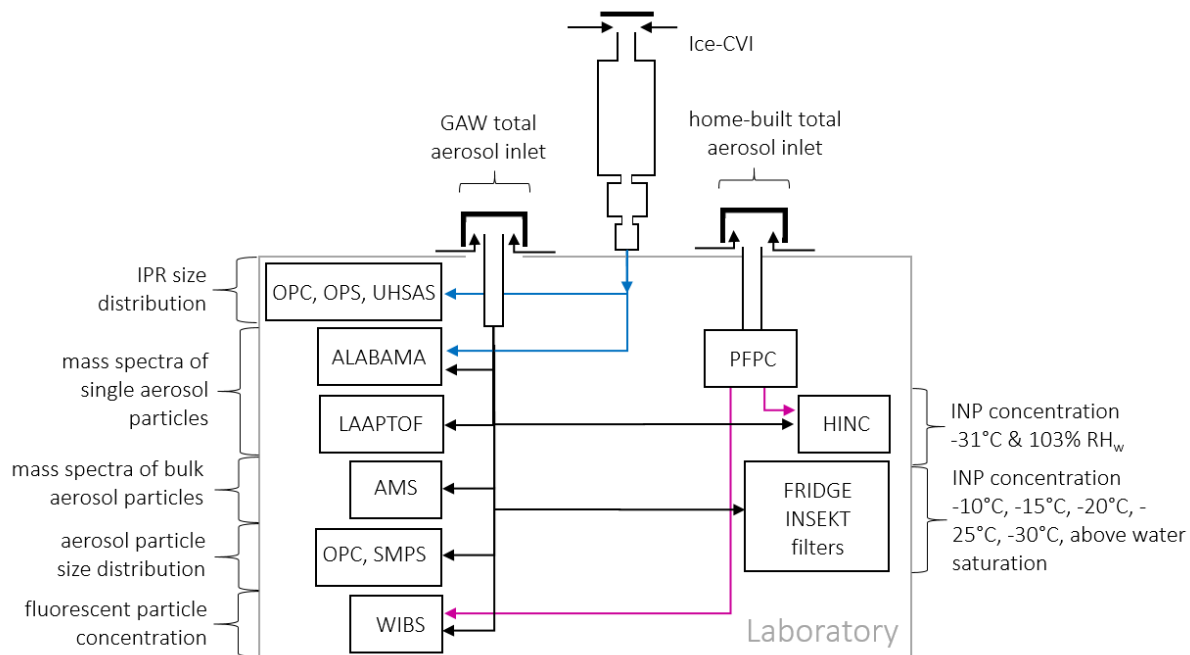 Ice-CVI
GAW total
aerosol inlet
home-built total
aerosol inlet
IPR size
distribution
OPC, OPS, UHSAS
mass spectra of
single aerosol
particles
ALABAMA
PFPC
LAAPTOF
HINC
INP concentration
-31°C & 103% RHw
mass spectra of bulk
aerosol particles
AMS
FRIDGE
INSEKT
filters
INP concentration
-10°C, -15°C, -20°C, -
25°C, -30°C, above water
saturation
aerosol particle
size distribution
OPC, SMPS
fluorescent particle
concentration
WIBS
Laboratory